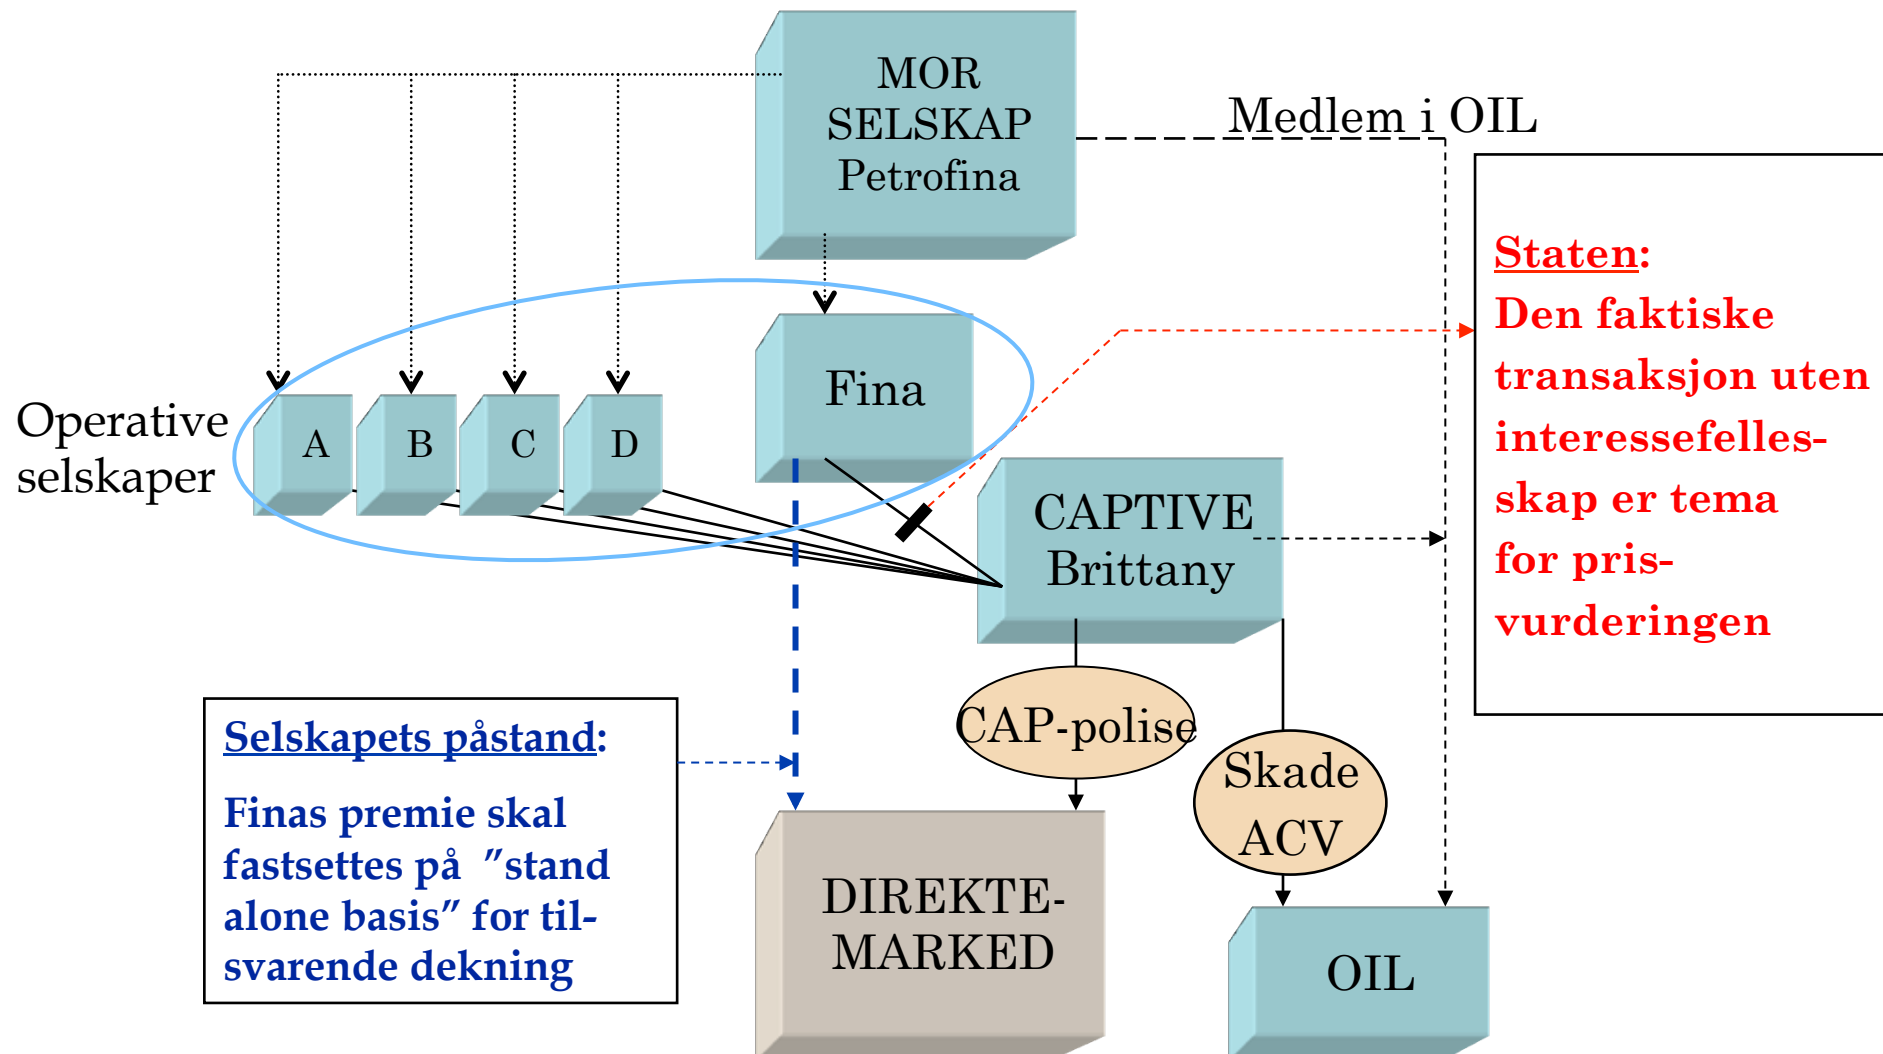 MOR
SELSKAP
Petrofina
Medlem i OIL
Staten:
Den faktiske
transaksjon uten
interessefelles-
skap er tema
for pris-
vurderingen
Fina
Operative
selskaper
A
B
C
D
CAPTIVE
Brittany
CAP-polise
Skade
ACV
Selskapets påstand:
Finas premie skal
fastsettes på ”stand
alone basis” for til-
svarende dekning
DIREKTE-
MARKED
OIL